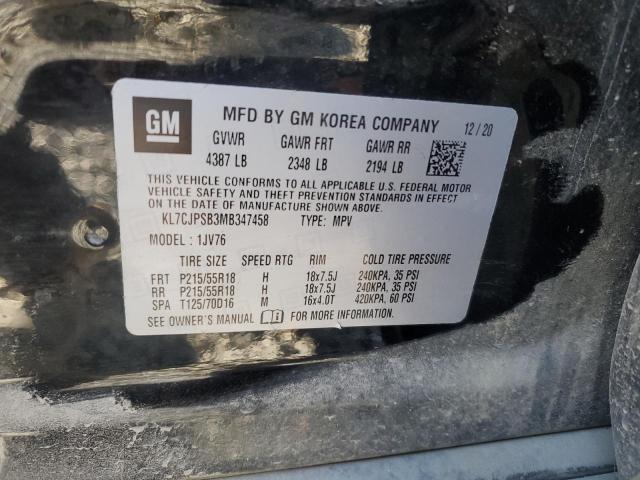 GM
MFD BY GM KOREA COMPANY 12/20
GVWR GAWR FRT GAWR RR
4387 LB 2348 LB 2194 LB
THIS VEHICLE CONFORMS TO ALL APPLICABLE U.S. FEDERAL MOTOR
VEHICLE SAFETY AND THEFT PREVENTION STANDARDS IN EFFECT ON
THE DATE OF MANUFACTURE SHOWN ABOVE.
KL7CJPSB3MB347458 TYPE: MPV
MODEL: 1JV76
TIRE SIZE SPEED RTG RIM COLD TIRE PRESSURE
FRT P215/55R18 H 18x7.5J 240KPA, 35 PSI
RR P215/55R18 H 18x7.5J 240KPA, 35 PSI
SPA T125/70D16 M 16x4.0T 420KPA, 60 PSI
SEE OWNER'S MANUAL FOR MORE INFORMATION